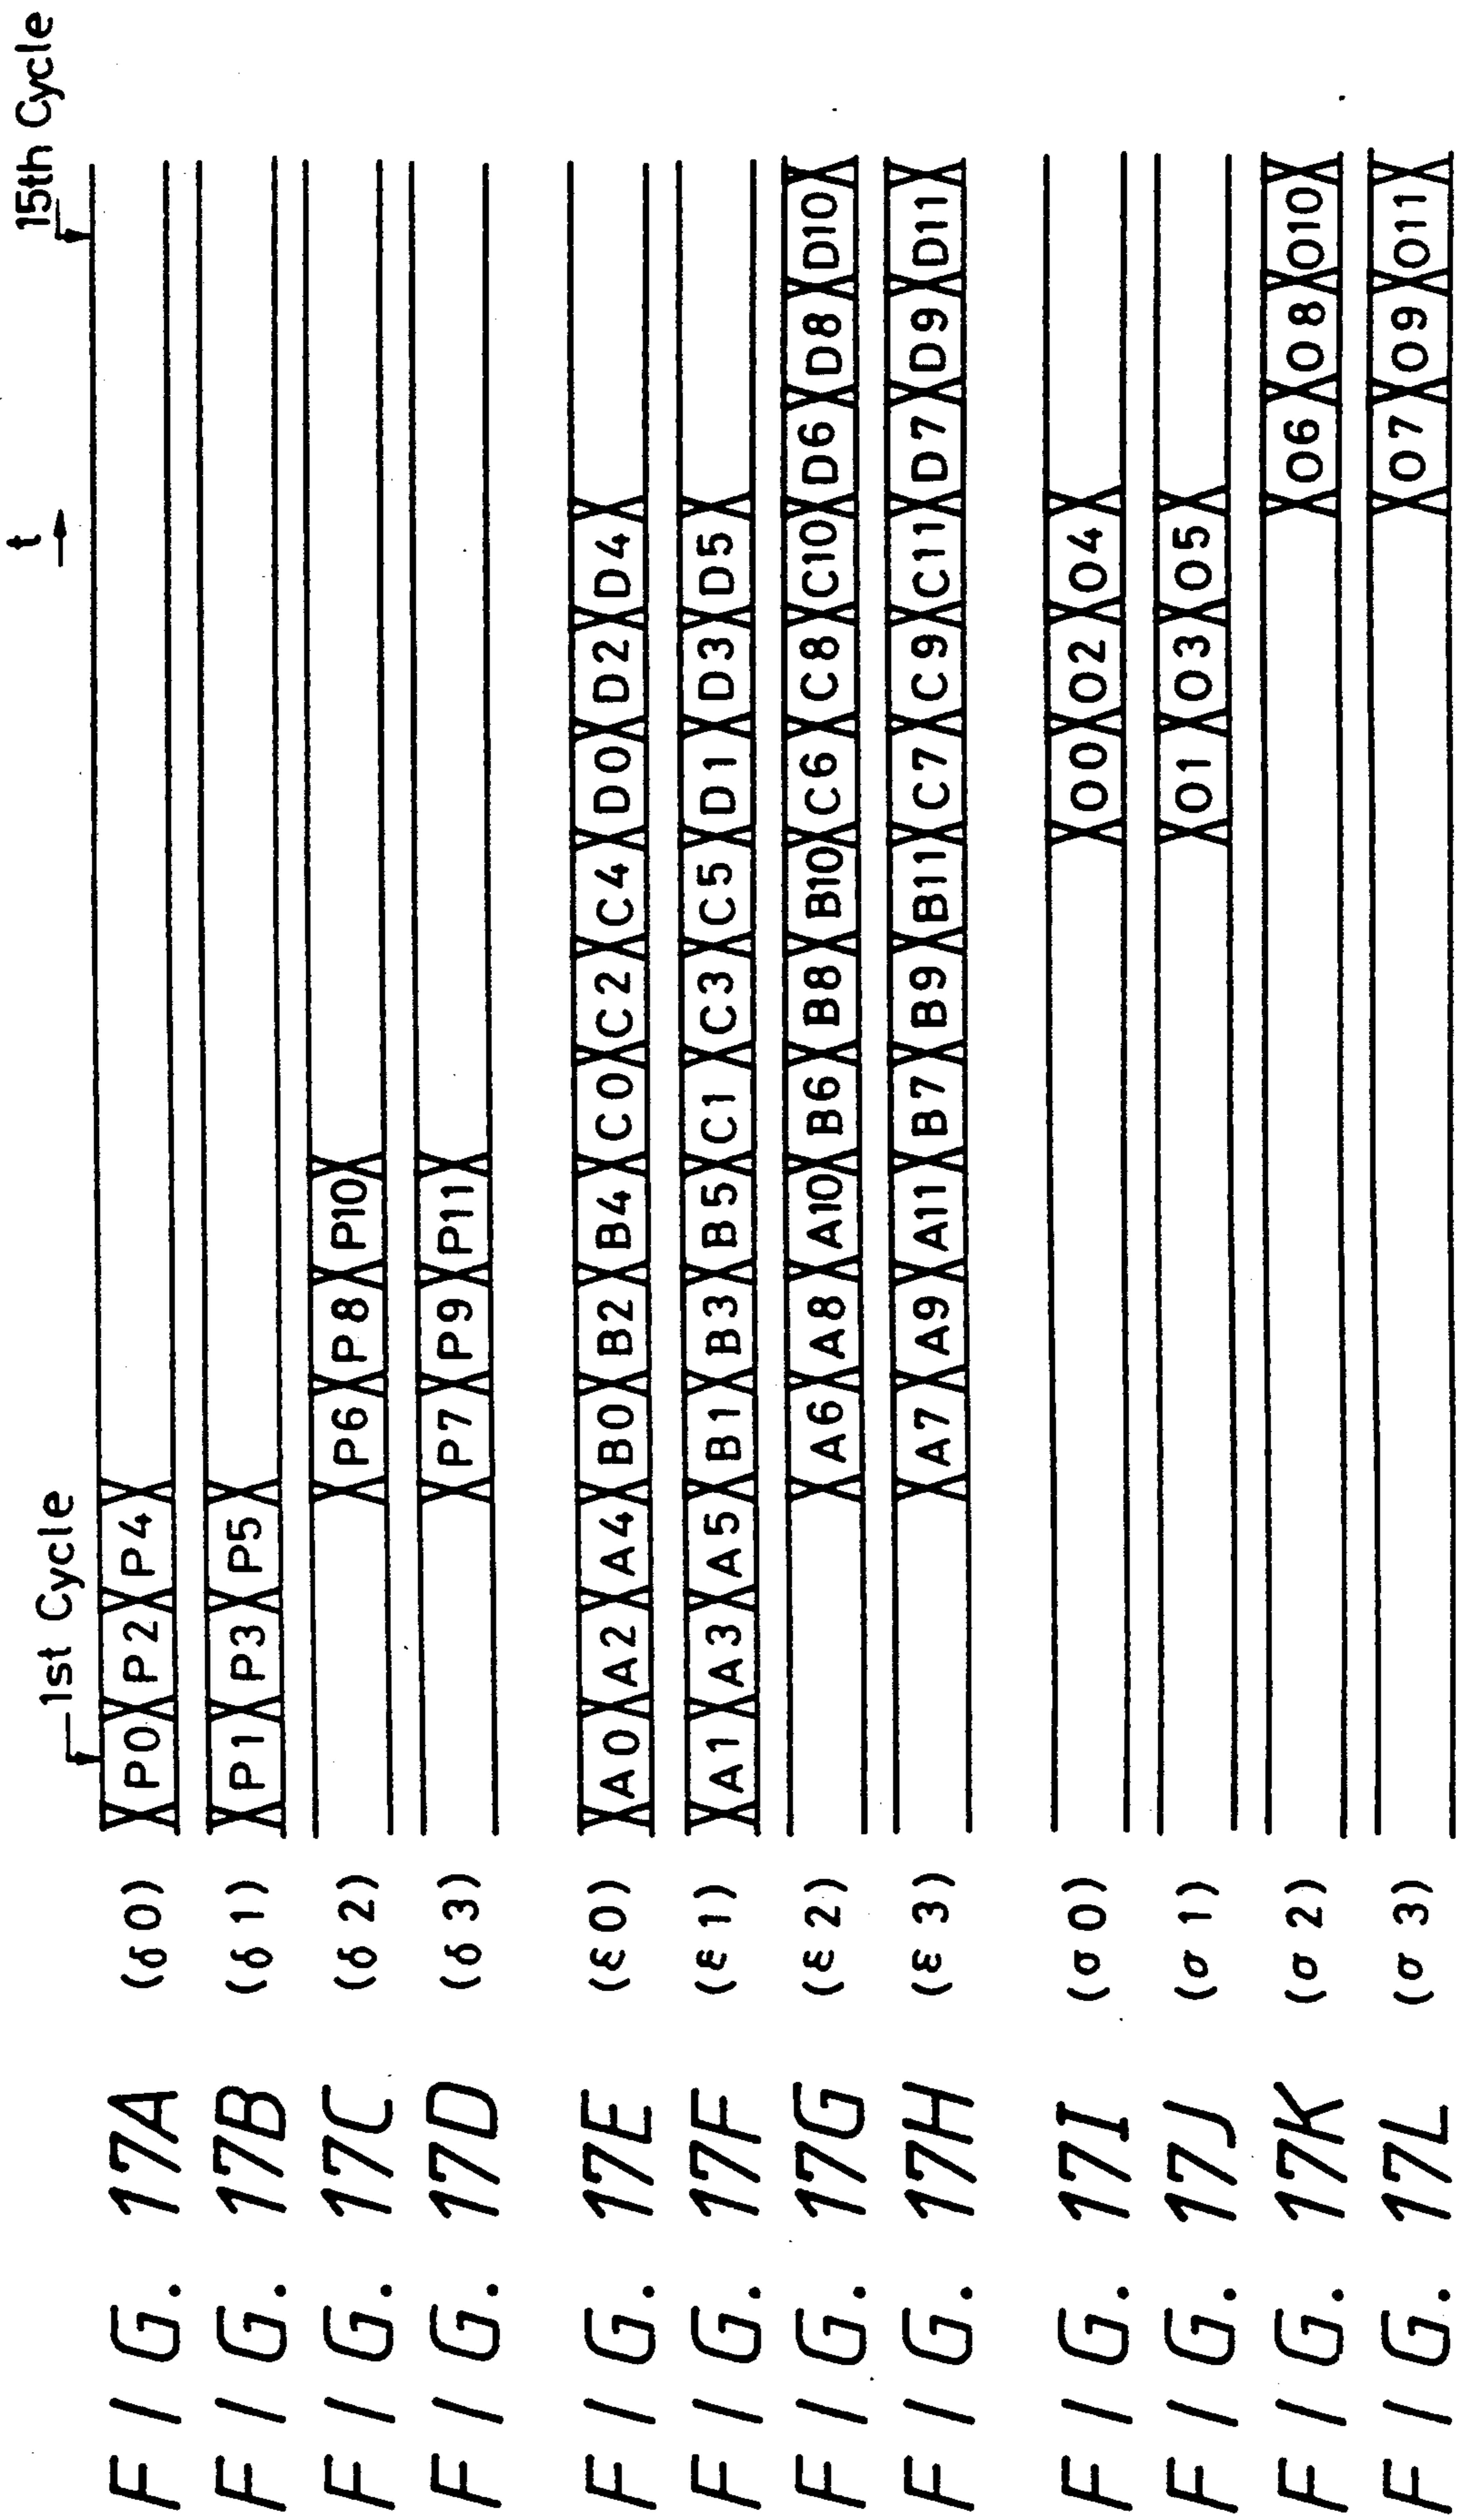 1st Cycle
t
15th Cycle
FIG. 17A (δ0) P0 P2 P4
FIG. 17B (δ1) P1 P3 P5
FIG. 17C (δ2) P6 P8 P10
FIG. 17D (δ3) P7 P9 P11
FIG. 17E (ε0) A0 A2 A4 B0 B2 B4 C0 C2 C4 D0 D2 D4
FIG. 17F (ε1) A1 A3 A5 B1 B3 B5 C1 C3 C5 D1 D3 D5
FIG. 17G (ε2) A6 A8 A10 B6 B8 B10 C6 C8 C10 D6 D8 D10
FIG. 17H (ε3) A7 A9 A11 B7 B9 B11 C7 C9 C11 D7 D9 D11
FIG. 17I (σ0) O0 O2 O4
FIG. 17J (σ1) O1 O3 O5
FIG. 17K (σ2) O6 O8 O10
FIG. 17L (σ3) O7 O9 O11